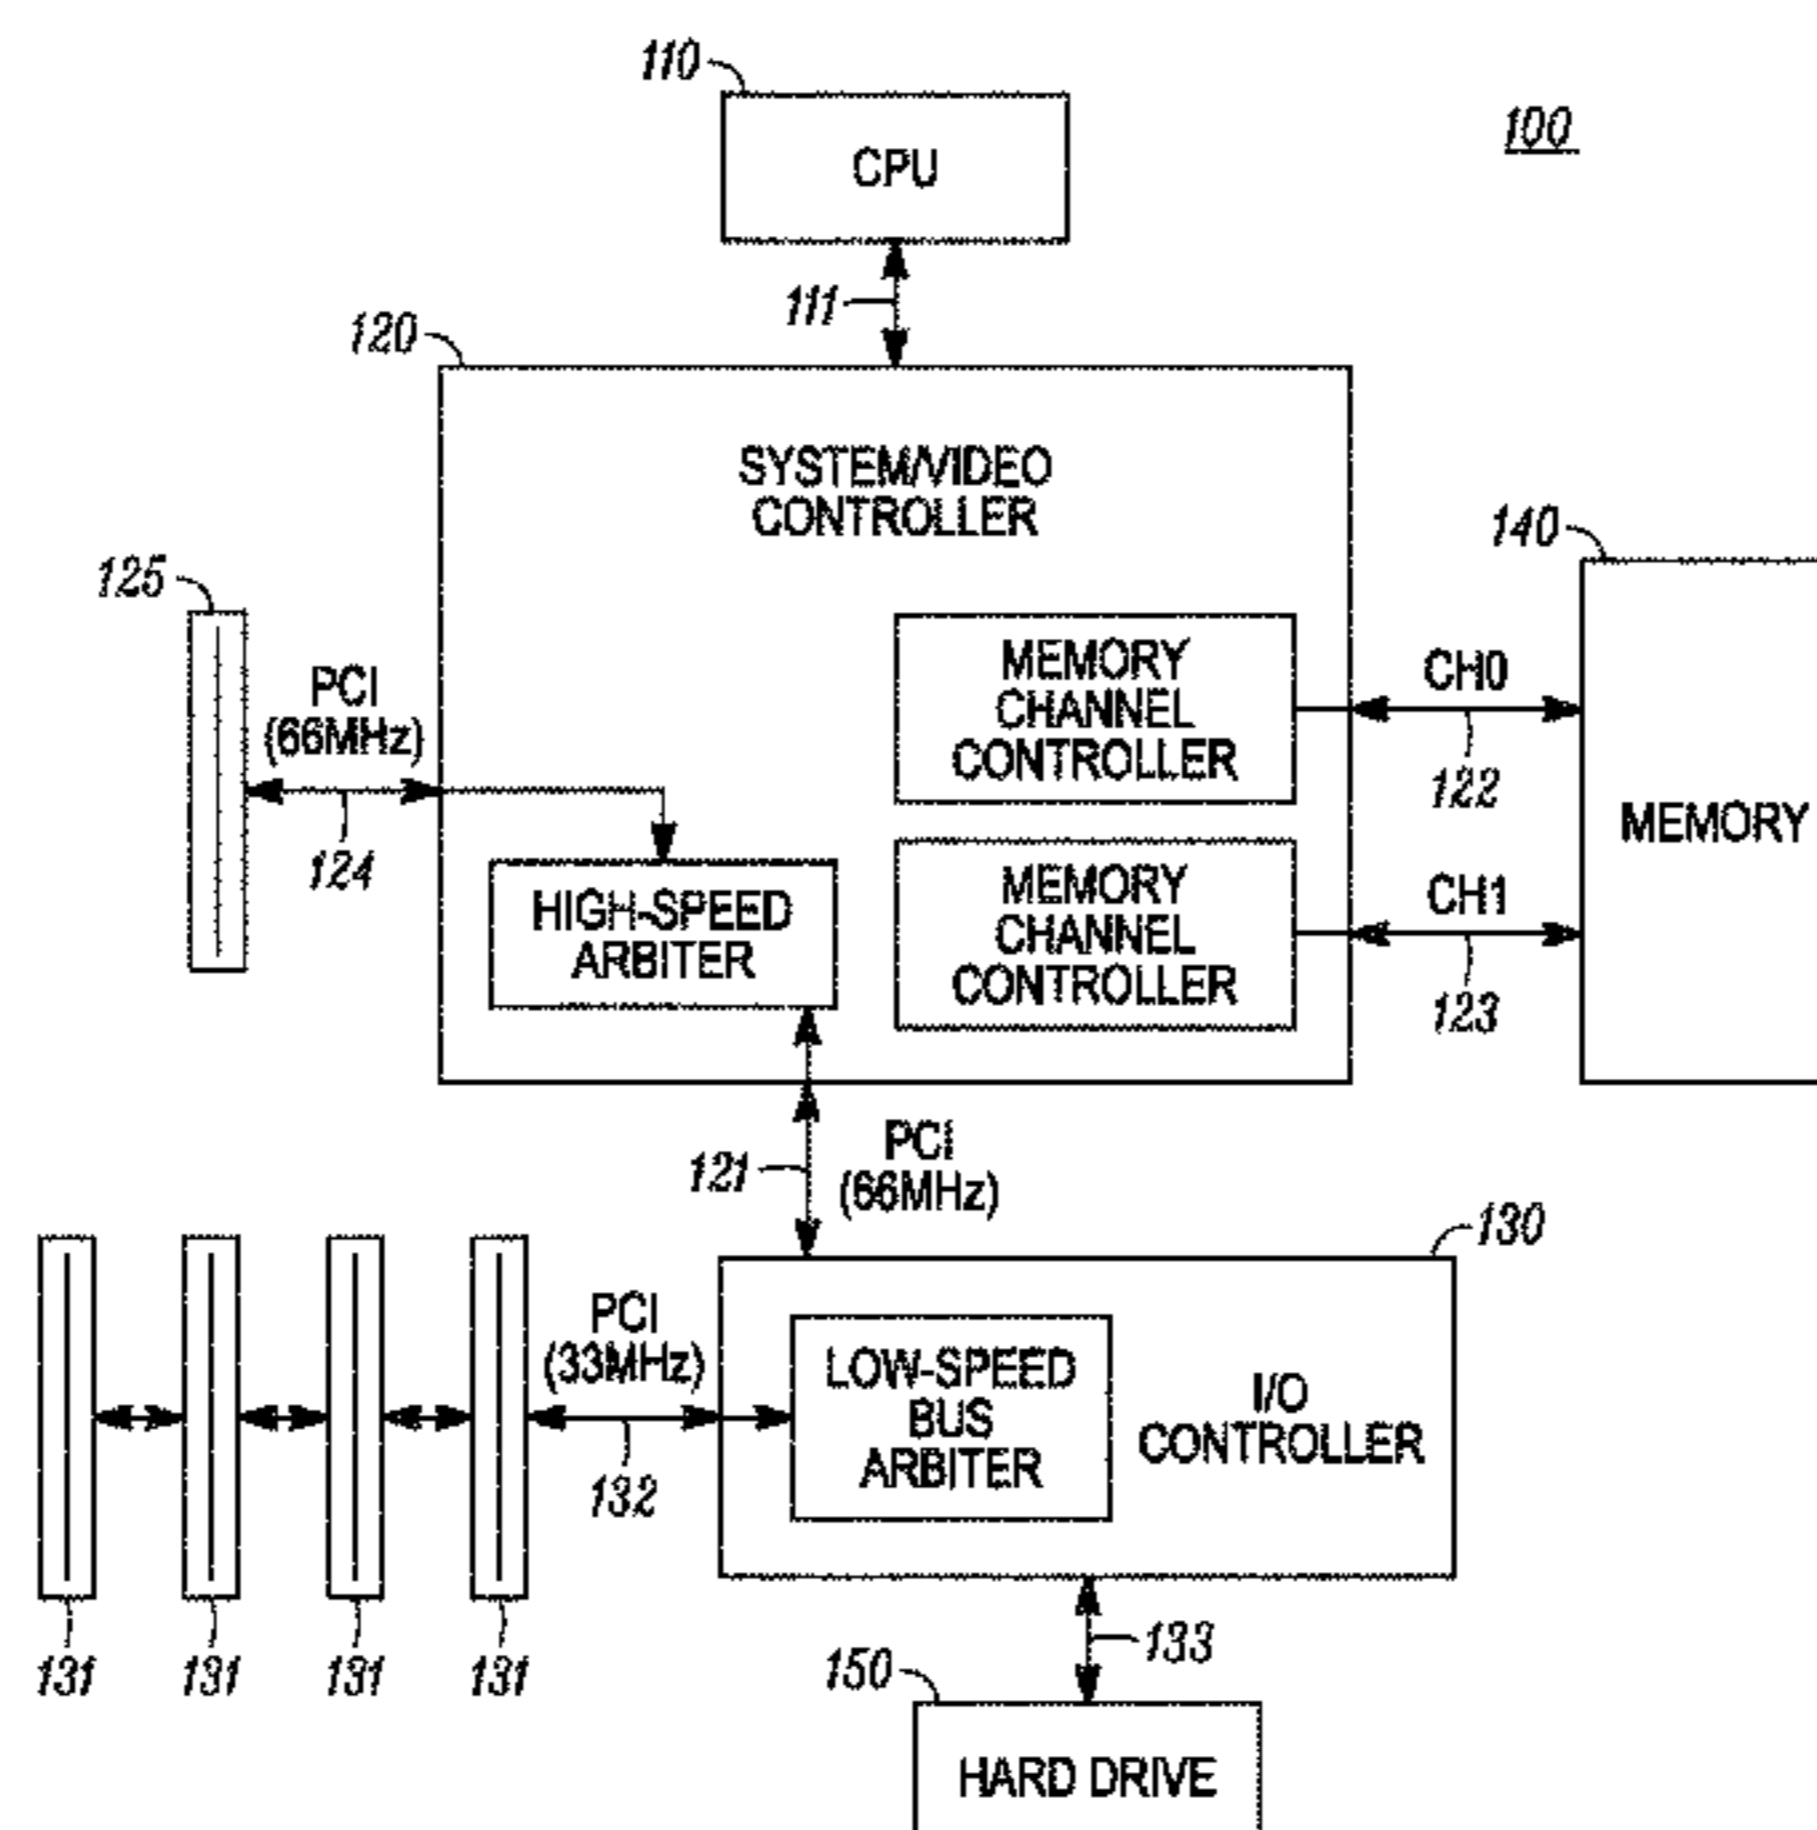 110
100
CPU
111
120
SYSTEM/VIDEO
CONTROLLER
140
125
MEMORY
CHANNEL
CONTROLLER
CH0
PCI
(66MHz)
122
MEMORY
124
MEMORY
CHANNEL
CONTROLLER
CH1
HIGH-SPEED
ARBITER
123
PCI
(66MHz)
121
130
PCI
(33MHz)
LOW-SPEED
BUS
ARBITER
I/O
CONTROLLER
132
131
131
131
131
133
150
HARD DRIVE